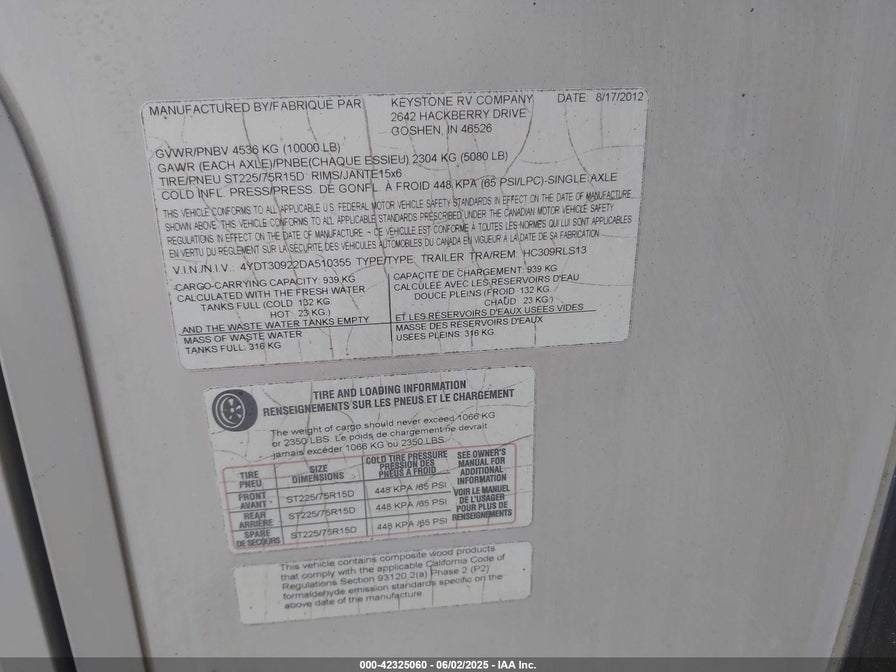 MANUFACTURED BY/FABRIQUÉ PAR KEYSTONE RV COMPANY DATE 8/17/2012
2642 HACKBERRY DRIVE
GOSHEN, IN 46526
GVWR/PNBV 4536 KG (10000 LB)
GAWR (EACH AXLE)/PNBE(CHAQUE ESSIEU) 2304 KG (5080 LB)
TIRE/PNEU ST225/75R15D RIMS/JANTE15x6
COLD INFL. PRESS/PRESS. DE GONFL. À FROID 448 KPA (65 PSI/LPC)-SINGLE AXLE
THIS VEHICLE CONFORMS TO ALL APPLICABLE U.S. FEDERAL MOTOR VEHICLE SAFETY STANDARDS IN EFFECT ON THE DATE OF MANUFACTURE
SHOWN ABOVE. THIS VEHICLE CONFORMS TO ALL APPLICABLE STANDARDS PRESCRIBED UNDER THE CANADIAN MOTOR VEHICLE SAFETY
REGULATIONS IN EFFECT ON THE DATE OF MANUFACTURE - CE VEHICULE EST CONFORME À TOUTES LES NORMES QUI LUI SONT APPLICABLES
EN VERTU DU RÈGLEMENT SUR LA SÉCURITÉ DES VÉHICULES AUTOMOBILES DU CANADA EN VIGUEUR À LA DATE DE SA FABRICATION
V.I.N./N.I.V.: 4YDT30922DA510355 TYPE/TYPE: TRAILER TRA/REM: HC309RLS13
CARGO-CARRYING CAPACITY: 939 KG
CALCULATED WITH THE FRESH WATER
TANKS FULL (COLD 132 KG
HOT 23 KG.)
AND THE WASTE WATER TANKS EMPTY
MASS OF WASTE WATER
TANKS FULL: 316 KG
CAPACITÉ DE CHARGEMENT: 939 KG
CALCULÉE AVEC LES RÉSERVOIRS D'EAU
DOUCE PLEINS (FROID 132 KG
CHAUD 23 KG.)
ET LES RÉSERVOIRS D'EAUX USÉES VIDES
MASSE DES RÉSERVOIRS D'EAUX
USÉES PLEINS: 316 KG
TIRE AND LOADING INFORMATION
RENSEIGNEMENTS SUR LES PNEUS ET LE CHARGEMENT
The weight of cargo should never exceed 1066 KG
or 2350 LBS. Le poids de chargement ne devrait
jamais excéder 1066 KG ou 2350 LBS.
TIRE
PNEU
SIZE
DIMENSIONS
COLD TIRE PRESSURE
PRESSION DES
PNEUS À FROID
FRONT
AVANT
ST225/75R15D
448 KPA /65 PSI
REAR
ARRIÈRE
ST225/75R15D
448 KPA /65 PSI
SPARE
DE SECOURS
ST225/75R15D
448 KPA /65 PSI
SEE OWNER'S
MANUAL FOR
ADDITIONAL
INFORMATION
VOIR LE MANUEL
DE L'USAGER
POUR PLUS DE
RENSEIGNEMENTS
This vehicle contains composite wood products
that comply with the applicable California Code of
Regulations Section 93120.2(a) Phase 2 (P2)
formaldehyde emission standards specific on the
above date of the manufacture
000-42325060 - 06/02/2025 - IAA Inc.